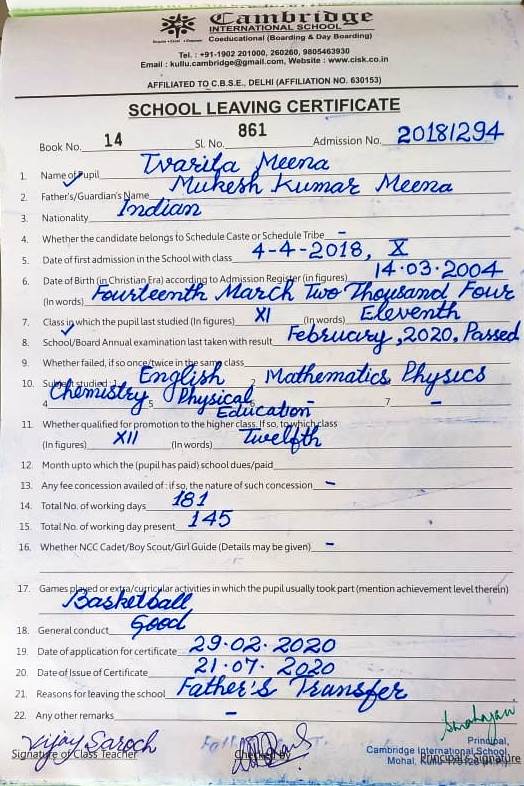 Cambridge
INTERNATIONAL SCHOOL
Coeducational (Boarding & Day Boarding)
Tel. : +91-1902 201000, 260260, 9805463930
Email : kullu.cambridge@gmail.com, Website : www.cisk.co.in
AFFILIATED TO C.B.S.E., DELHI (AFFILIATION NO. 630153)
SCHOOL LEAVING CERTIFICATE
Book No. 14 Sl. No. 861 Admission No. 2018/294
1. Name of Pupil Tvarita Meena
2. Father's/Guardian's Name Mukesh Kumar Meena
3. Nationality Indian
4. Whether the candidate belongs to Schedule Caste or Schedule Tribe -
5. Date of first admission in the School with class 4-4-2018, X
6. Date of Birth (in Christian Era) according to Admission Register (in figures) 14.03.2004
(In words) Fourteenth March Two Thousand Four
7. Class in which the pupil last studied (In figures) XI (In words) Eleventh
8. School/Board Annual examination last taken with result February, 2020, Passed
9. Whether failed, if so once/twice in the same class
10. Subject studied 1 English 2 Mathematics Physics
4 Chemistry 5 Physical Education 6 - 7 -
11. Whether qualified for promotion to the higher class. If so, to which class
(In figures) XII (In words) Twelfth
12. Month upto which the (pupil has paid) school dues/paid
13. Any fee concession availed of : if so, the nature of such concession -
14. Total No. of working days 181
15. Total No. of working day present 145
16. Whether NCC Cadet/Boy Scout/Girl Guide (Details may be given) -
17. Games played or extra/curricular activities in which the pupil usually took part (mention achievement level therein)
Basketball
18. General conduct Good
19. Date of application for certificate 29.02.2020
20. Date of Issue of Certificate 21.07.2020
21. Reasons for leaving the school Father's Transfer
22. Any other remarks -
Vijay Saroch
Signature of Class Teacher
Checked by
Principal,
Cambridge International School,
Mohal, Kullu
Principal's Signature